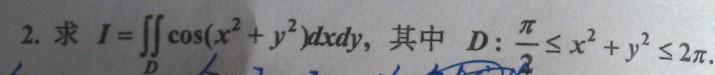 2. 求 I = ∬_D cos(x² + y²)dxdy, 其中 D: π/2 ≤ x² + y² ≤ 2π.